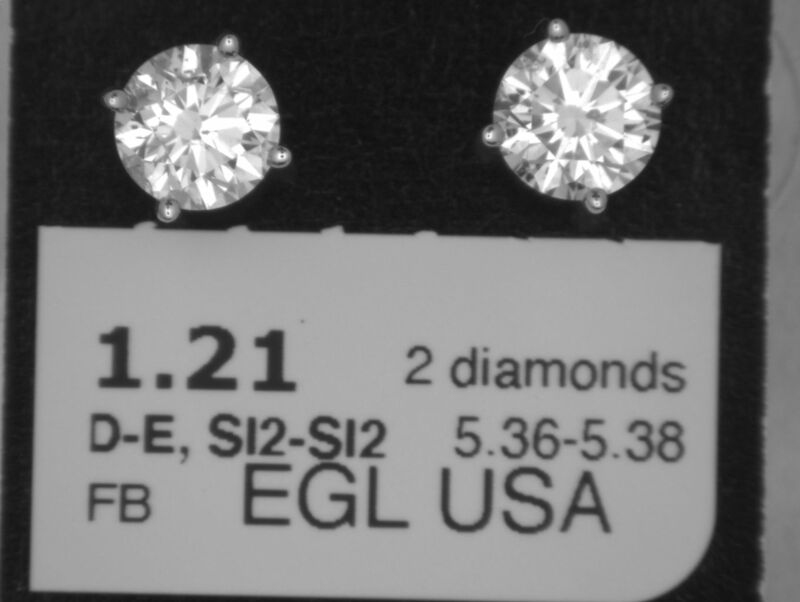 1.21 2 diamonds
D-E, SI2-SI2 5.36-5.38
FB EGL USA